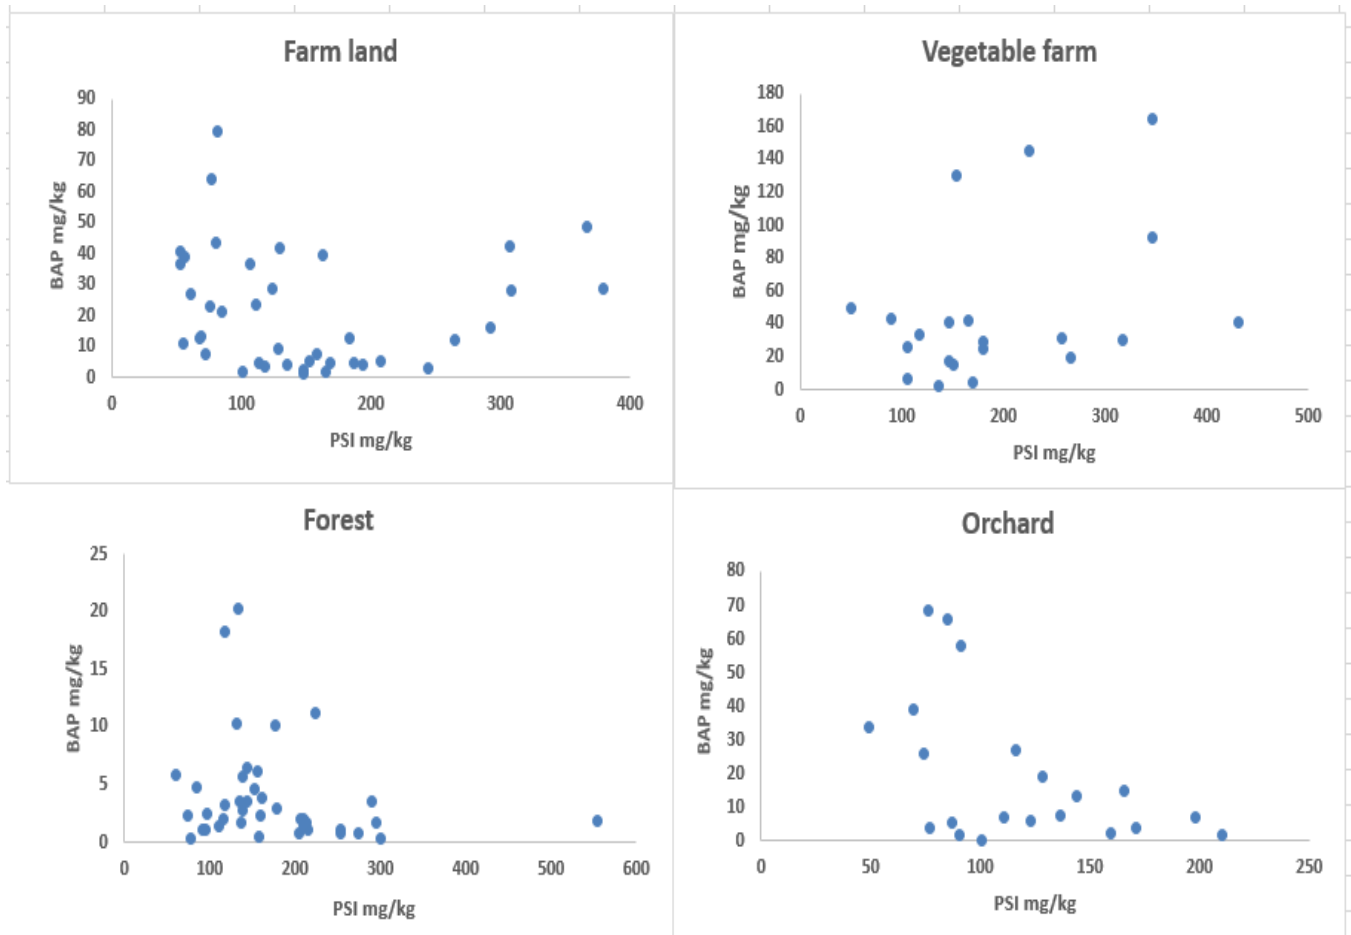 Farm land
90
80
70
60
50
40
30
20
10
0
BAP mg/kg
0 100 200 300 400
PSI mg/kg
Vegetable farm
180
160
140
120
100
80
60
40
20
0
BAP mg/kg
0 100 200 300 400 500
PSI mg/kg
Forest
25
20
15
10
5
0
BAP mg/kg
0 100 200 300 400 500 600
PSI mg/kg
Orchard
80
70
60
50
40
30
20
10
0
BAP mg/kg
0 50 100 150 200 250
PSI mg/kg